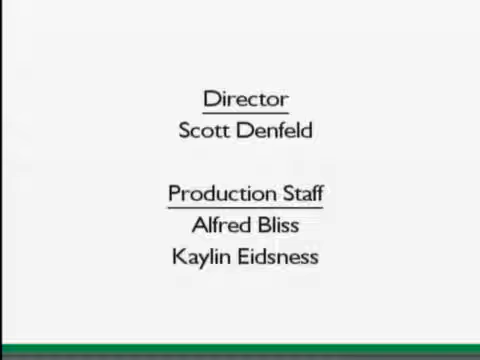 Director
Scott Denfeld
Production Staff
Alfred Bliss
Kaylin Eidsness